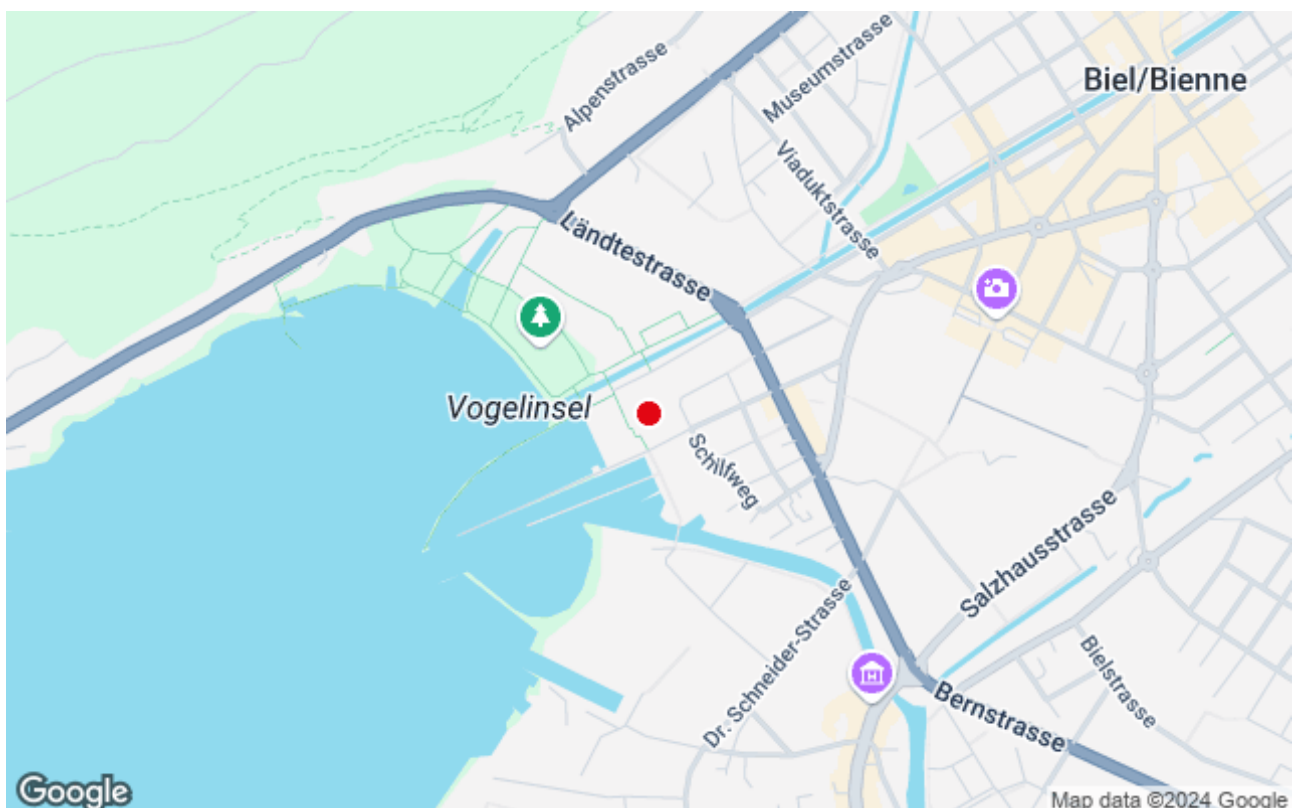 Alpenstrasse
Museumstrasse
Biel/Bienne
Viaduktstrasse
Ländtestrasse
Vogelinsel
Schilfweg
Salzhausstrasse
Dr.-Schneider-Strasse
Bielstrasse
Bernstrasse
Google
Map data ©2024 Google